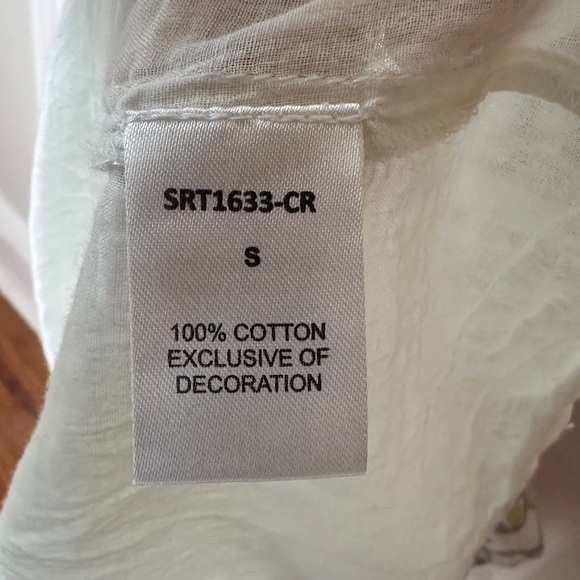 SRT1633-CR
S
100% COTTON
EXCLUSIVE OF
DECORATION